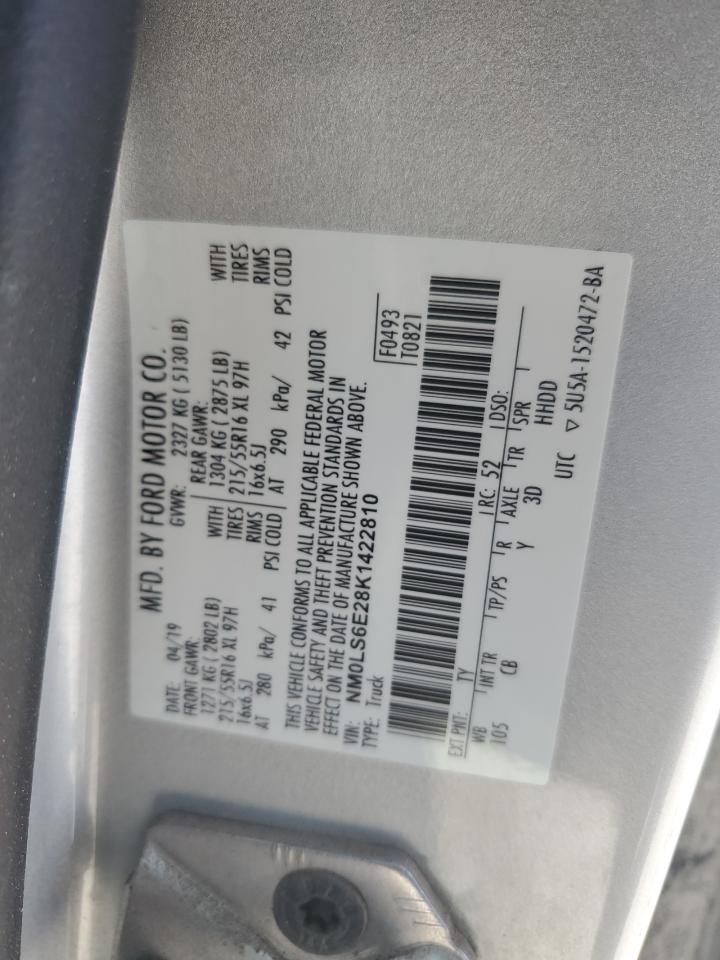 MFD. BY FORD MOTOR CO.
DATE: 04/19 GVWR: 2327 KG ( 5130 LB)
FRONT GAWR: REAR GAWR:
1271 KG ( 2802 LB) WITH 1304 KG ( 2875 LB) WITH
215/55R16 XL 97H TIRES 215/55R16 XL 97H TIRES
16x6.5J RIMS 16x6.5J RIMS
AT 280 kPa/ 41 PSI COLD AT 290 kPa/ 42 PSI COLD
THIS VEHICLE CONFORMS TO ALL APPLICABLE FEDERAL MOTOR
VEHICLE SAFETY AND THEFT PREVENTION STANDARDS IN
EFFECT ON THE DATE OF MANUFACTURE SHOWN ABOVE.
VIN: NM0LS6E28K1422810 F0493
TYPE: Truck T0821
EXT PNT: TY RC: 52 DSO:
WB INT TR TP/PS R AXLE TR SPR
105 CB Y 3D HHDD
UTC ▽ 5U5A-1520472-BA